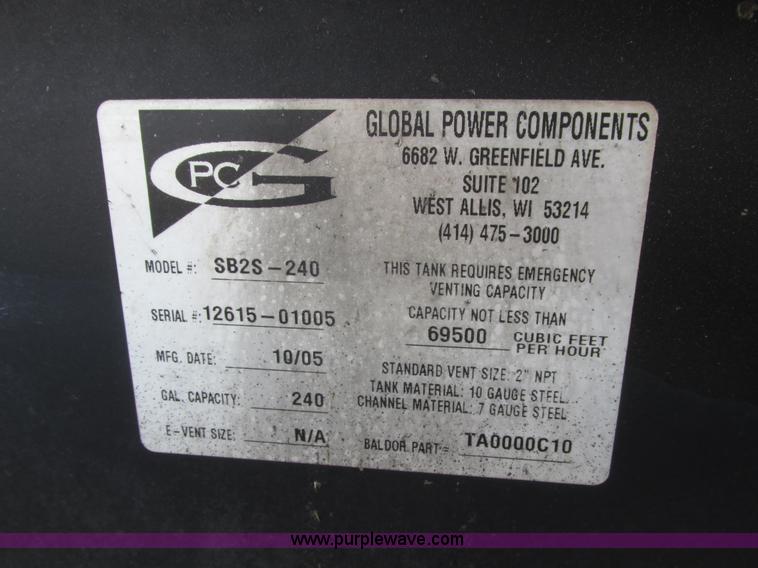 GPC
GLOBAL POWER COMPONENTS
6682 W. GREENFIELD AVE.
SUITE 102
WEST ALLIS, WI 53214
(414) 475-3000
MODEL #: SB2S-240
SERIAL #: 12615-01005
MFG. DATE: 10/05
GAL. CAPACITY: 240
E-VENT SIZE: N/A
THIS TANK REQUIRES EMERGENCY
VENTING CAPACITY
CAPACITY NOT LESS THAN
69500 CUBIC FEET
PER HOUR
STANDARD VENT SIZE: 2" NPT
TANK MATERIAL: 10 GAUGE STEEL
CHANNEL MATERIAL: 7 GAUGE STEEL
BALDOR PART# TA0000C10
www.purplewave.com